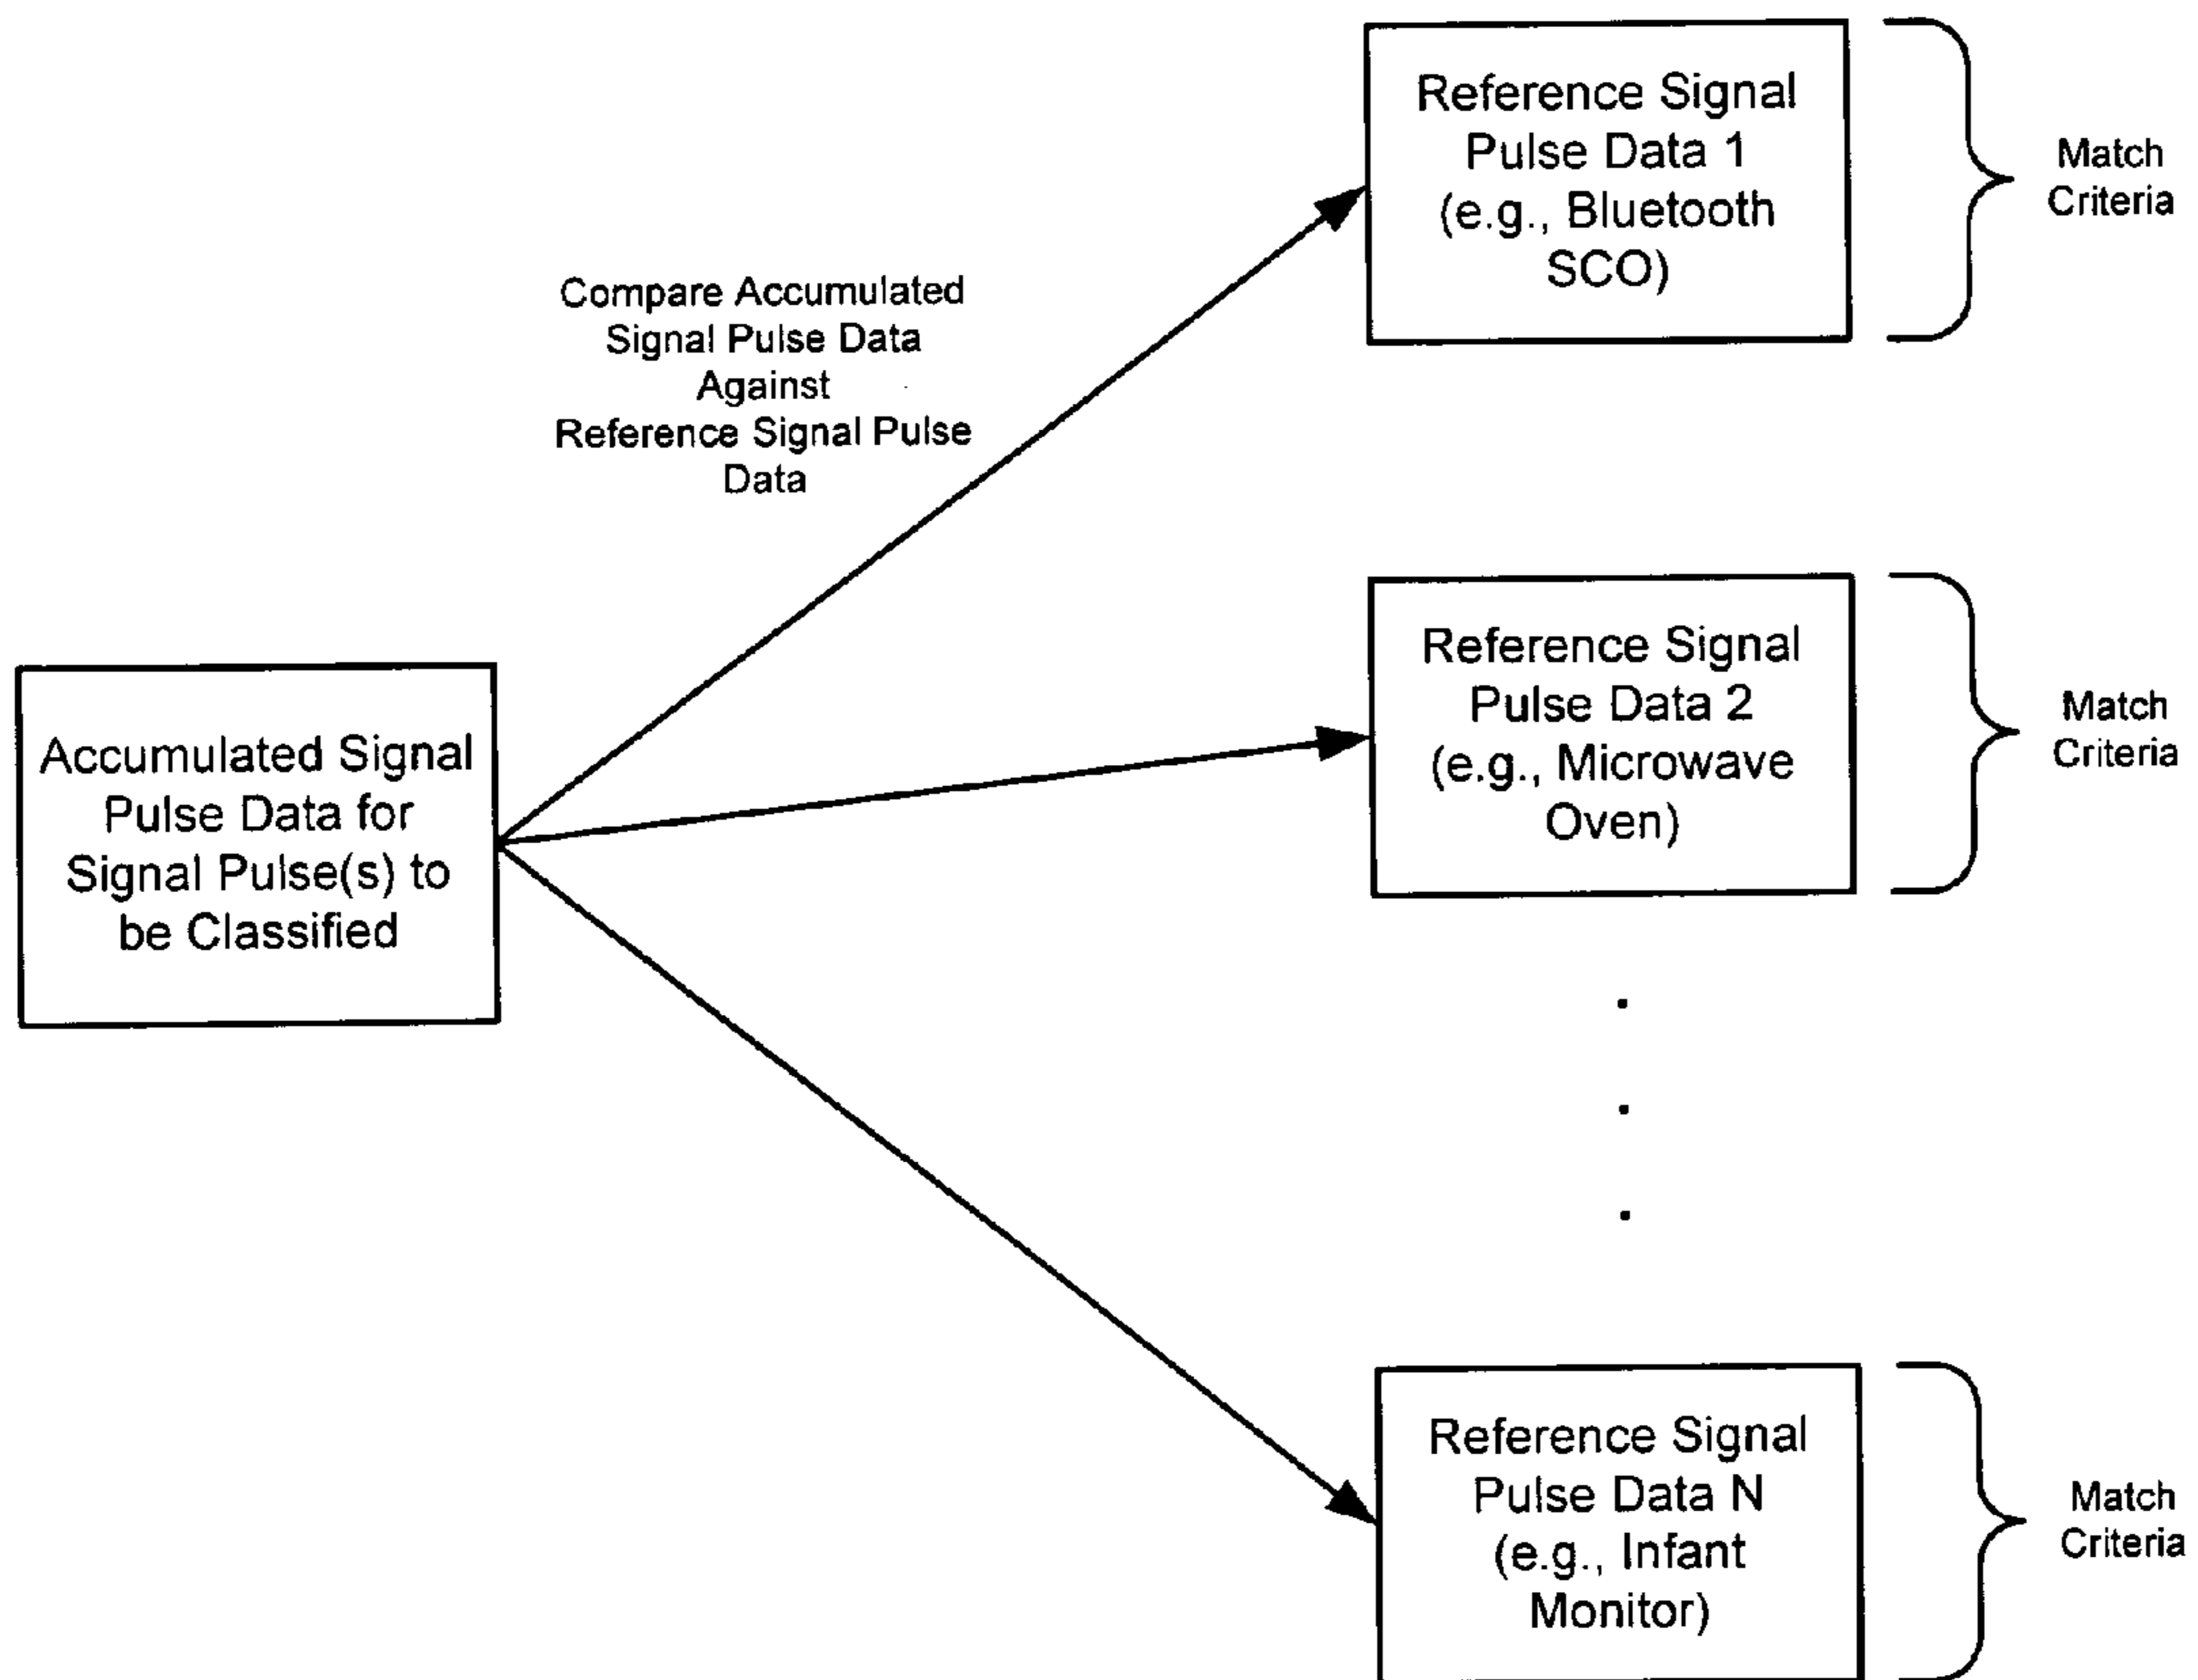 Reference Signal
Pulse Data 1
(e.g., Bluetooth
SCO)
Match
Criteria
Compare Accumulated
Signal Pulse Data
Against
Reference Signal Pulse
Data
Reference Signal
Pulse Data 2
(e.g., Microwave
Oven)
Match
Criteria
Accumulated Signal
Pulse Data for
Signal Pulse(s) to
be Classified
Reference Signal
Pulse Data N
(e.g., Infant
Monitor)
Match
Criteria